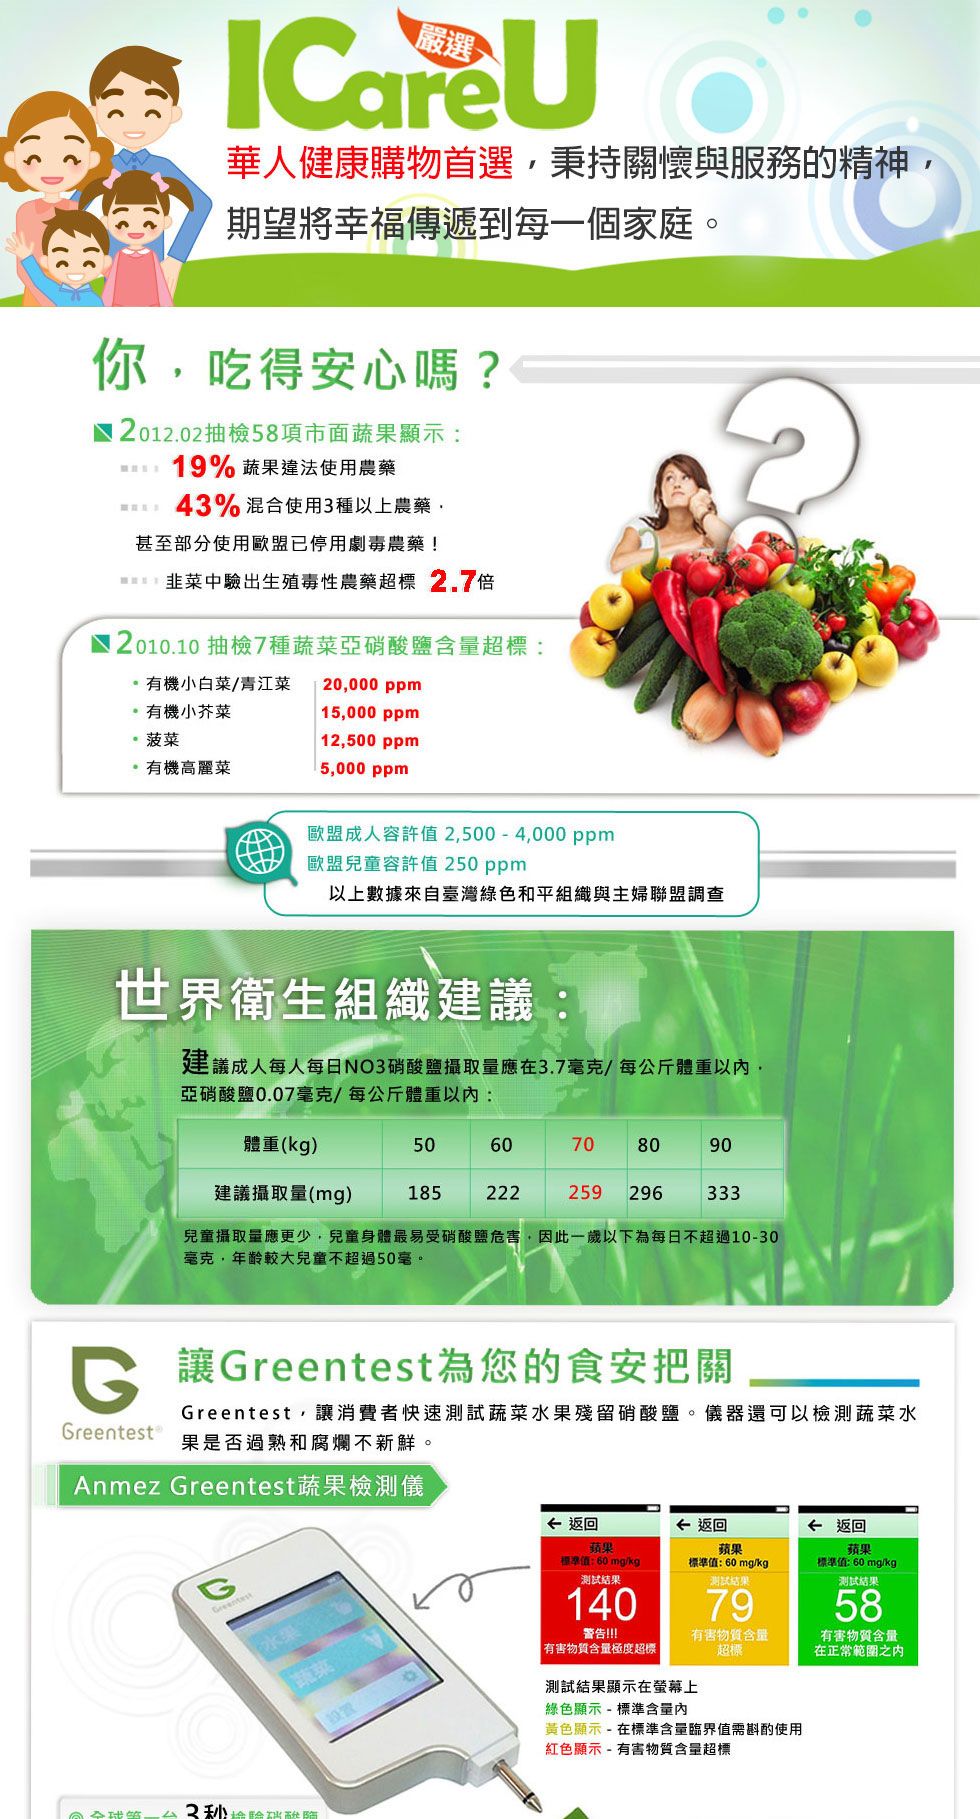 ICareU
嚴選
華人健康購物首選，秉持關懷與服務的精神，
期望將幸福傳遞到每一個家庭。
你，吃得安心嗎？
2012.02抽檢58項市面蔬果顯示：
19% 蔬果違法使用農藥
43% 混合使用3種以上農藥，
甚至部分使用歐盟已停用劇毒農藥！
韭菜中驗出生殖毒性農藥超標 2.7倍
2010.10 抽檢7種蔬菜亞硝酸鹽含量超標：
• 有機小白菜/青江菜 20,000 ppm
• 有機小芥菜 15,000 ppm
• 菠菜 12,500 ppm
• 有機高麗菜 5,000 ppm
歐盟成人容許值 2,500 - 4,000 ppm
歐盟兒童容許值 250 ppm
以上數據來自臺灣綠色和平組織與主婦聯盟調查
世界衛生組織建議：
建議成人每人每日NO3硝酸鹽攝取量應在3.7毫克/ 每公斤體重以內，
亞硝酸鹽0.07毫克/ 每公斤體重以內：
體重(kg) 50 60 70 80 90
建議攝取量(mg) 185 222 259 296 333
兒童攝取量應更少，兒童身體最易受硝酸鹽危害，因此一歲以下為每日不超過10-30
毫克，年齡較大兒童不超過50毫。
Greentest®
讓Greentest為您的食安把關
Greentest，讓消費者快速測試蔬菜水果殘留硝酸鹽。儀器還可以檢測蔬菜水
果是否過熟和腐爛不新鮮。
Anmez Greentest蔬果檢測儀
← 返回
蘋果
標準值: 60 mg/kg
測試結果
140
警告!!!
有害物質含量極度超標
← 返回
蘋果
標準值: 60 mg/kg
測試結果
79
有害物質含量
超標
← 返回
蘋果
標準值: 60 mg/kg
測試結果
58
有害物質含量
在正常範圍之內
Greentest
水果
蔬菜
設置
測試結果顯示在螢幕上
綠色顯示 - 標準含量內
黃色顯示 - 在標準含量臨界值需斟酌使用
紅色顯示 - 有害物質含量超標
◎ 全球第一台 3秒檢驗硝酸鹽